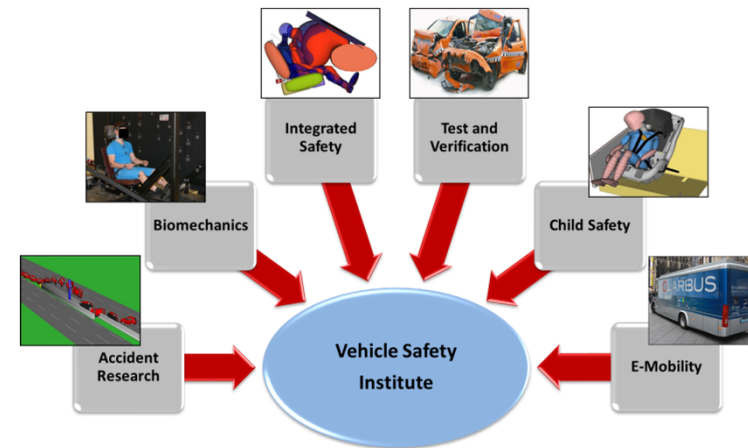 Integrated
Safety
Test and
Verification
Biomechanics
Child Safety
Accident
Research
Vehicle Safety
Institute
E-Mobility
LARBUS